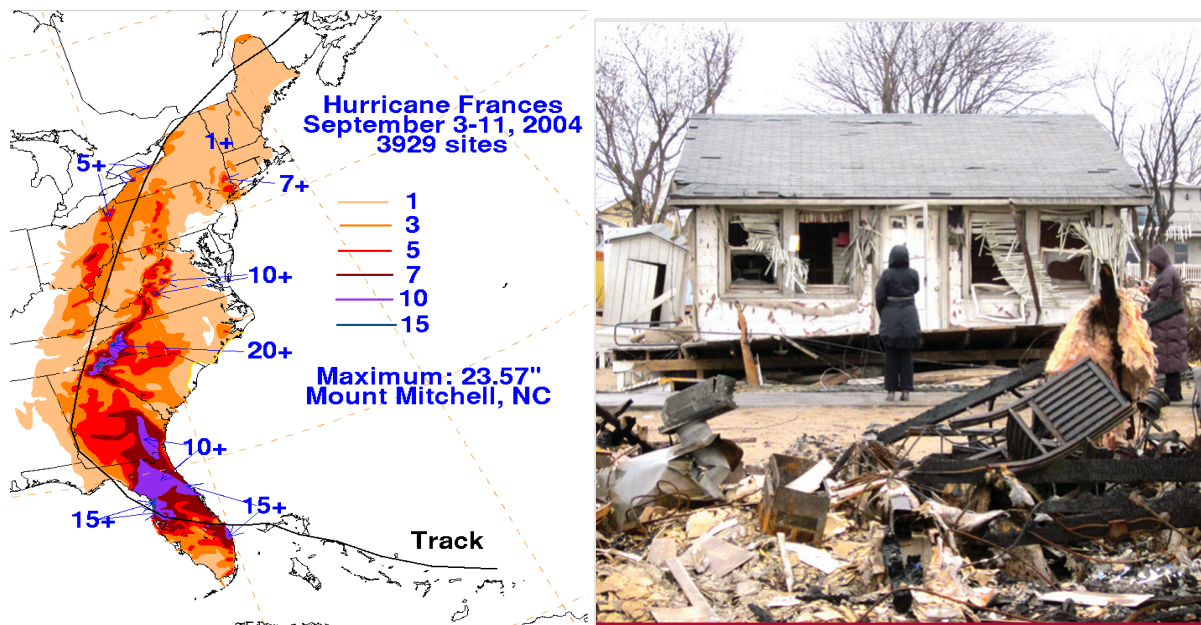 Hurricane Frances
September 3-11, 2004
3929 sites
1+
5+
7+
1
3
5
7
10
15
10+
20+
Maximum: 23.57"
Mount Mitchell, NC
10+
15+
15+
Track